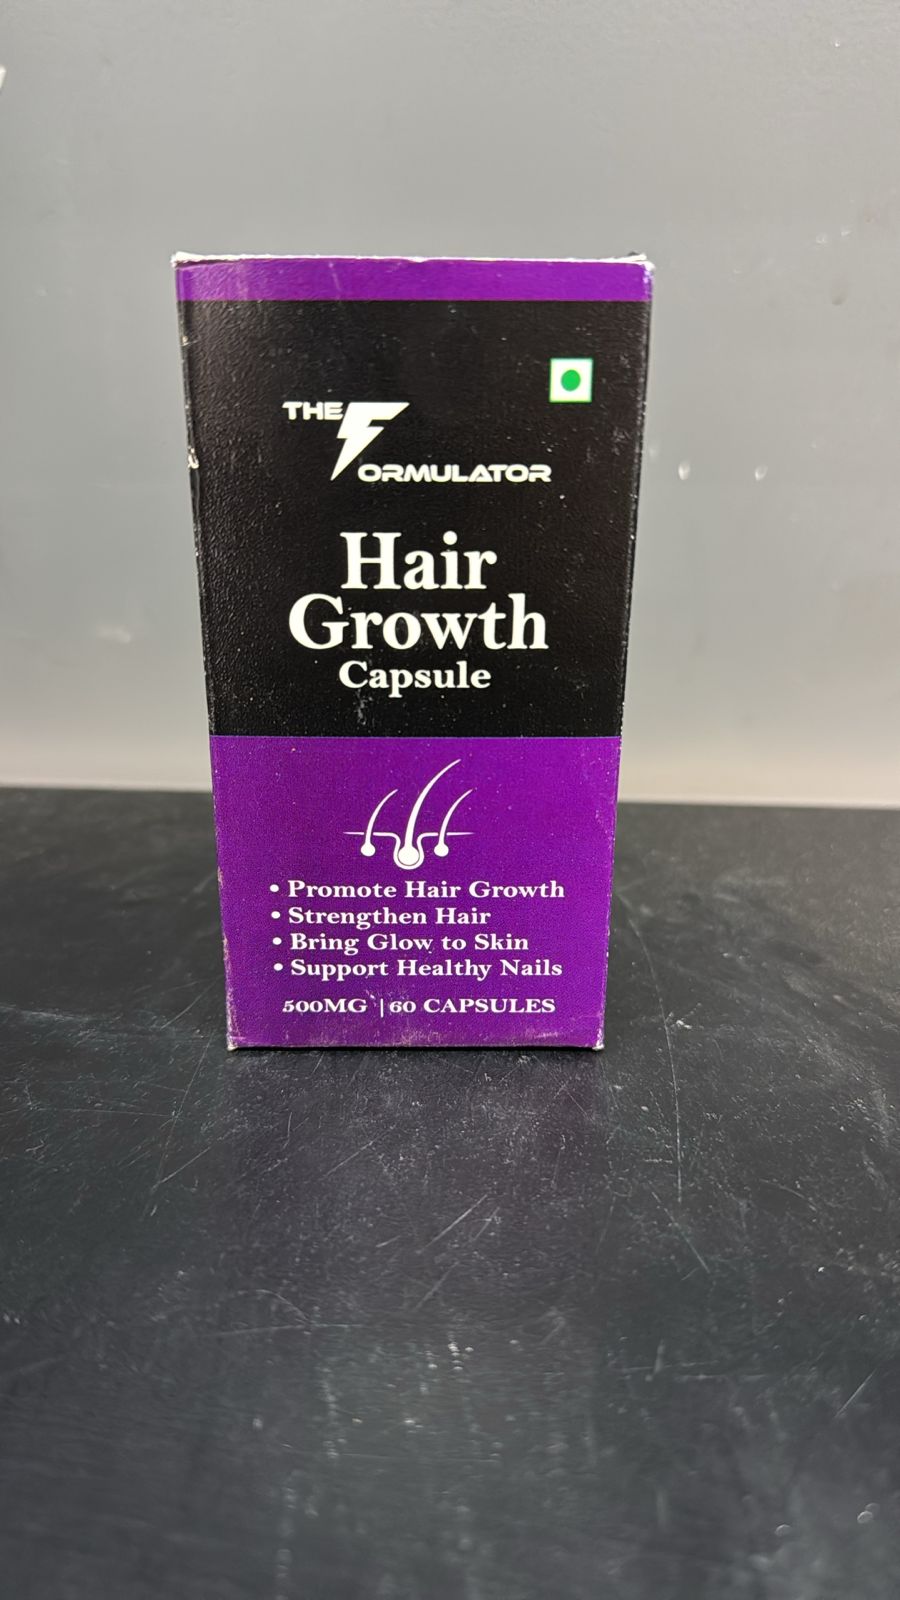 THE FORMULATOR
Hair
Growth
Capsule
• Promote Hair Growth
• Strengthen Hair
• Bring Glow to Skin
• Support Healthy Nails
500MG | 60 CAPSULES